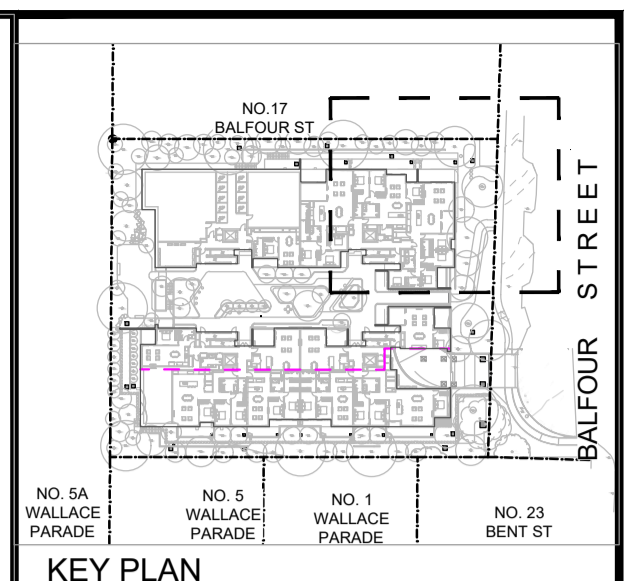 NO.17
BALFOUR ST
BALFOUR STREET
NO. 5A
WALLACE
PARADE
NO. 5
WALLACE
PARADE
NO. 1
WALLACE
PARADE
NO. 23
BENT ST
KEY PLAN